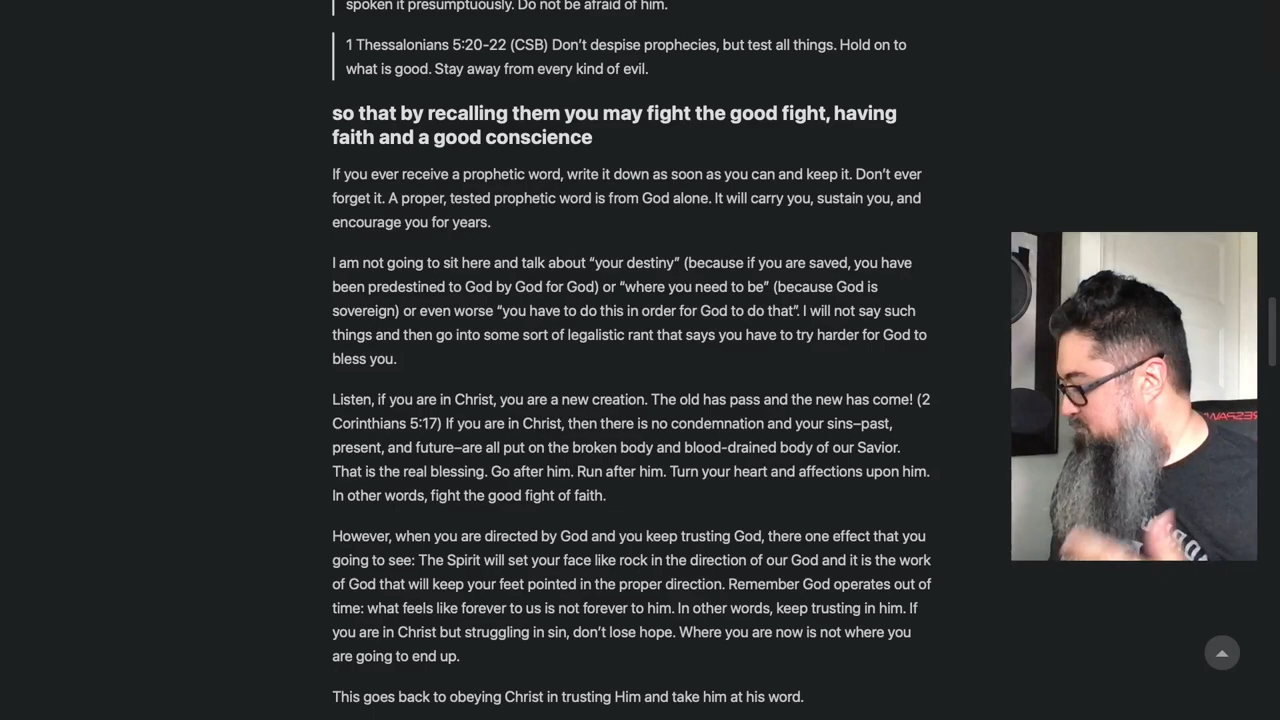 spoken it presumptuously. Do not be afraid of him.
1 Thessalonians 5:20-22 (CSB) Don’t despise prophecies, but test all things. Hold on to
what is good. Stay away from every kind of evil.
so that by recalling them you may fight the good fight, having
faith and a good conscience
If you ever receive a prophetic word, write it down as soon as you can and keep it. Don’t ever
forget it. A proper, tested prophetic word is from God alone. It will carry you, sustain you, and
encourage you for years.
I am not going to sit here and talk about “your destiny” (because if you are saved, you have
been predestined to God by God for God) or “where you need to be” (because God is
sovereign) or even worse “you have to do this in order for God to do that”. I will not say such
things and then go into some sort of legalistic rant that says you have to try harder for God to
bless you.
Listen, if you are in Christ, you are a new creation. The old has pass and the new has come! (2
Corinthians 5:17) If you are in Christ, then there is no condemnation and your sins–past,
present, and future–are all put on the broken body and blood-drained body of our Savior.
That is the real blessing. Go after him. Run after him. Turn your heart and affections upon him.
In other words, fight the good fight of faith.
However, when you are directed by God and you keep trusting God, there one effect that you
going to see: The Spirit will set your face like rock in the direction of our God and it is the work
of God that will keep your feet pointed in the proper direction. Remember God operates out of
time: what feels like forever to us is not forever to him. In other words, keep trusting in him. If
you are in Christ but struggling in sin, don’t lose hope. Where you are now is not where you
are going to end up.
This goes back to obeying Christ in trusting Him and take him at his word.